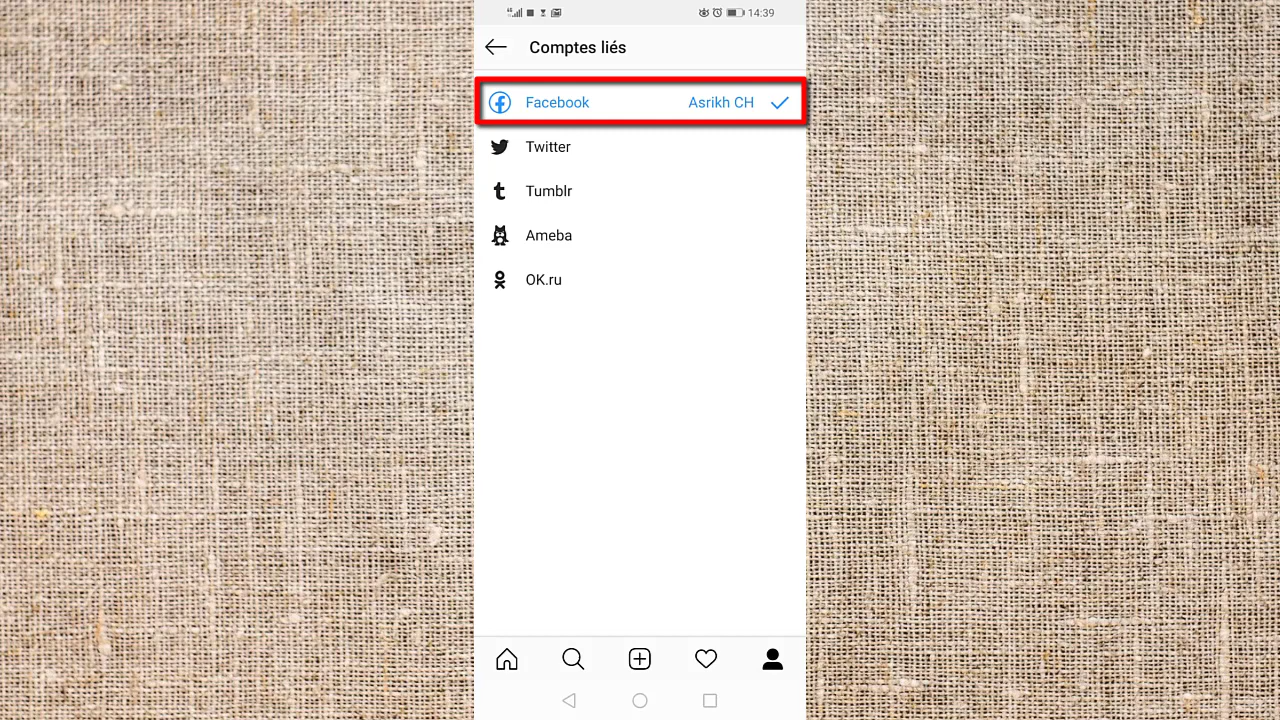 14:39
Comptes liés
Facebook Asrikh CH
Twitter
Tumblr
Ameba
OK.ru